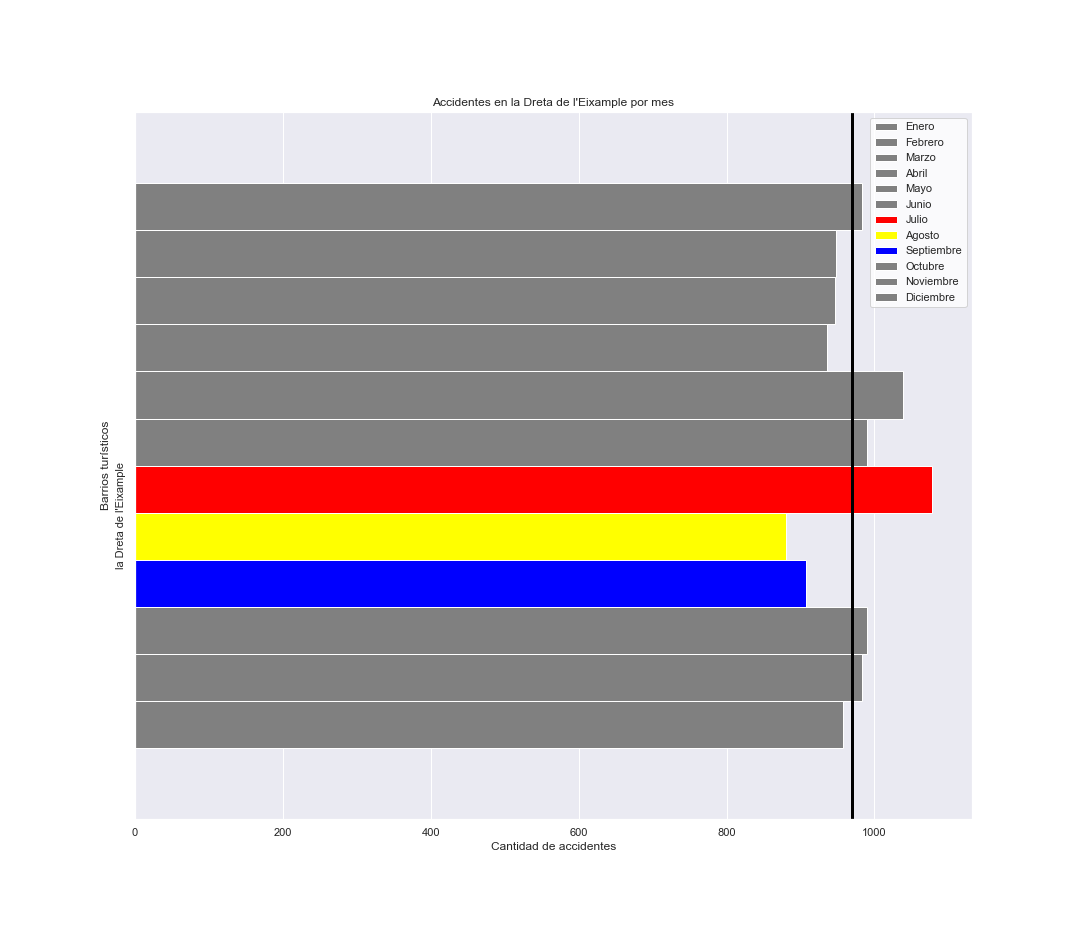 Accidentes en la Dreta de l'Eixample por mes
Enero
Febrero
Marzo
Abril
Mayo
Junio
Julio
Agosto
Septiembre
Octubre
Noviembre
Diciembre
Barrios turísticos
la Dreta de l'Eixample
0 200 400 600 800 1000
Cantidad de accidentes